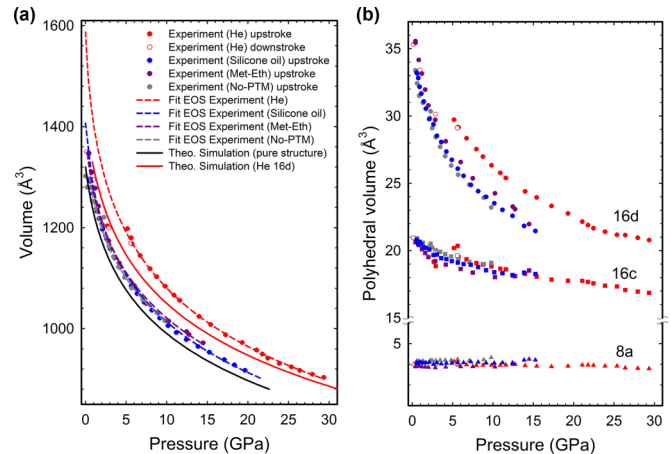 (a)
1600
1400
1200
1000
Volume (Å³)
Experiment (He) upstroke
Experiment (He) downstroke
Experiment (Silicone oil) upstroke
Experiment (Met-Eth) upstroke
Experiment (No-PTM) upstroke
Fit EOS Experiment (He)
Fit EOS Experiment (Silicone oil)
Fit EOS Experiment (Met-Eth)
Fit EOS Experiment (No-PTM)
Theo. Simulation (pure structure)
Theo. Simulation (He 16d)
0 5 10 15 20 25 30
Pressure (GPa)
(b)
35
30
25
20
15
5
Polyhedral volume (Å³)
16d
16c
8a
0 5 10 15 20 25 30
Pressure (GPa)